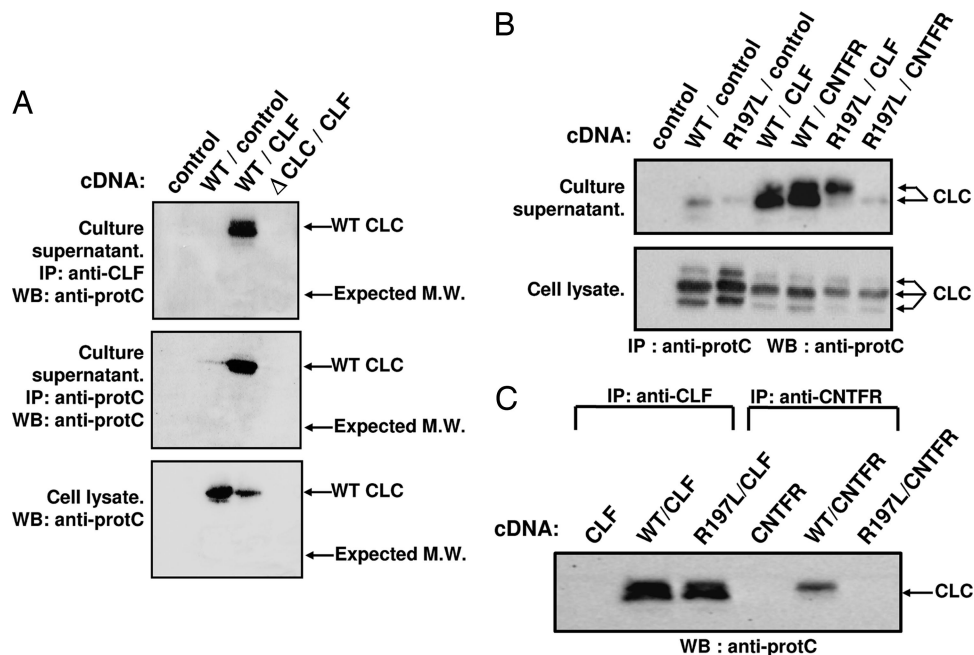 A
cDNA:
control
WT / control
WT / CLF
Δ CLC / CLF
Culture
supernatant.
IP: anti-CLF
WB: anti-protC
WT CLC
Expected M.W.
Culture
supernatant.
IP: anti-protC
WB: anti-protC
WT CLC
Expected M.W.
Cell lysate.
WB: anti-protC
WT CLC
Expected M.W.
B
cDNA:
control
WT / control
R197L / control
WT / CLF
WT / CNTFR
R197L / CLF
R197L / CNTFR
Culture
supernatant.
CLC
Cell lysate.
CLC
IP : anti-protC WB : anti-protC
C
IP: anti-CLF IP: anti-CNTFR
cDNA:
CLF
WT/CLF
R197L/CLF
CNTFR
WT/CNTFR
R197L/CNTFR
CLC
WB : anti-protC